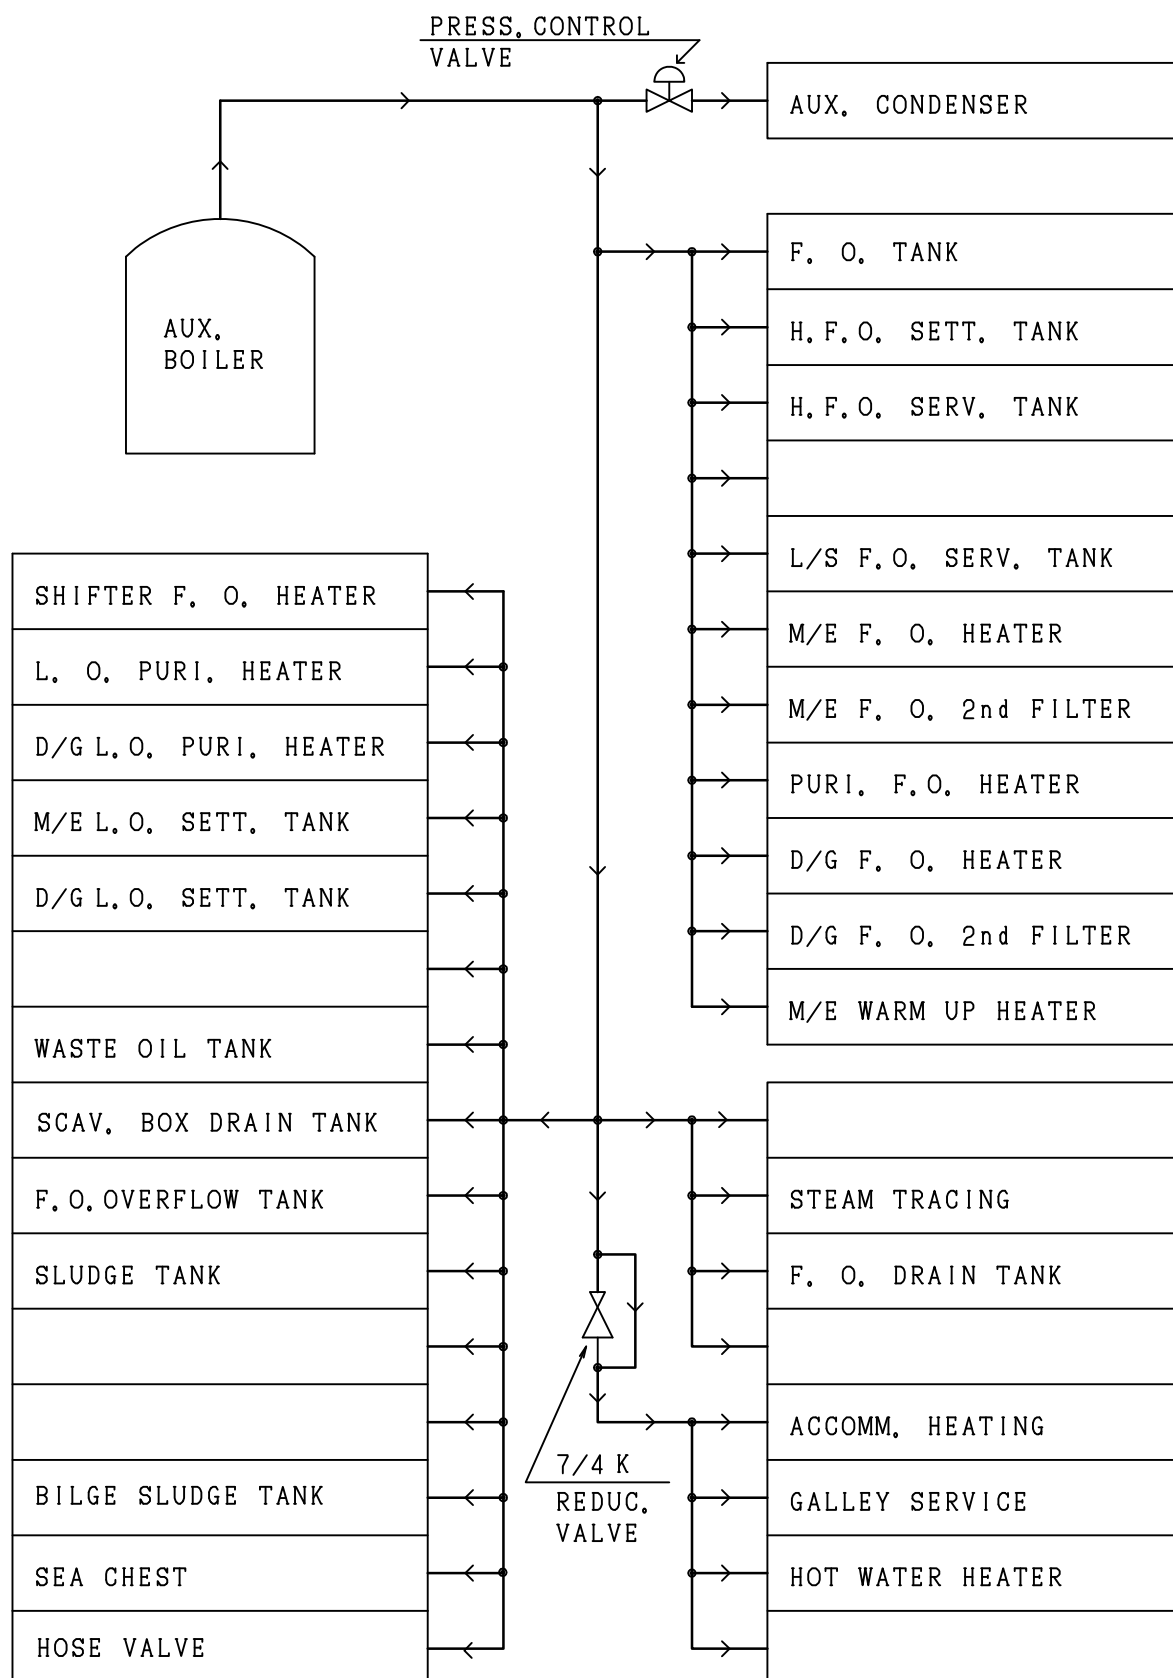 PRESS. CONTROL
VALVE
AUX. CONDENSER
AUX.
BOILER
F. O. TANK
H.F.O. SETT. TANK
H.F.O. SERV. TANK
L/S F.O. SERV. TANK
M/E F. O. HEATER
M/E F. O. 2nd FILTER
PURI. F.O. HEATER
D/G F. O. HEATER
D/G F. O. 2nd FILTER
M/E WARM UP HEATER
SHIFTER F. O. HEATER
L. O. PURI. HEATER
D/G L.O. PURI. HEATER
M/E L.O. SETT. TANK
D/G L.O. SETT. TANK
WASTE OIL TANK
SCAV. BOX DRAIN TANK
F.O.OVERFLOW TANK
SLUDGE TANK
BILGE SLUDGE TANK
SEA CHEST
HOSE VALVE
STEAM TRACING
F. O. DRAIN TANK
7/4 K
REDUC.
VALVE
ACCOMM. HEATING
GALLEY SERVICE
HOT WATER HEATER